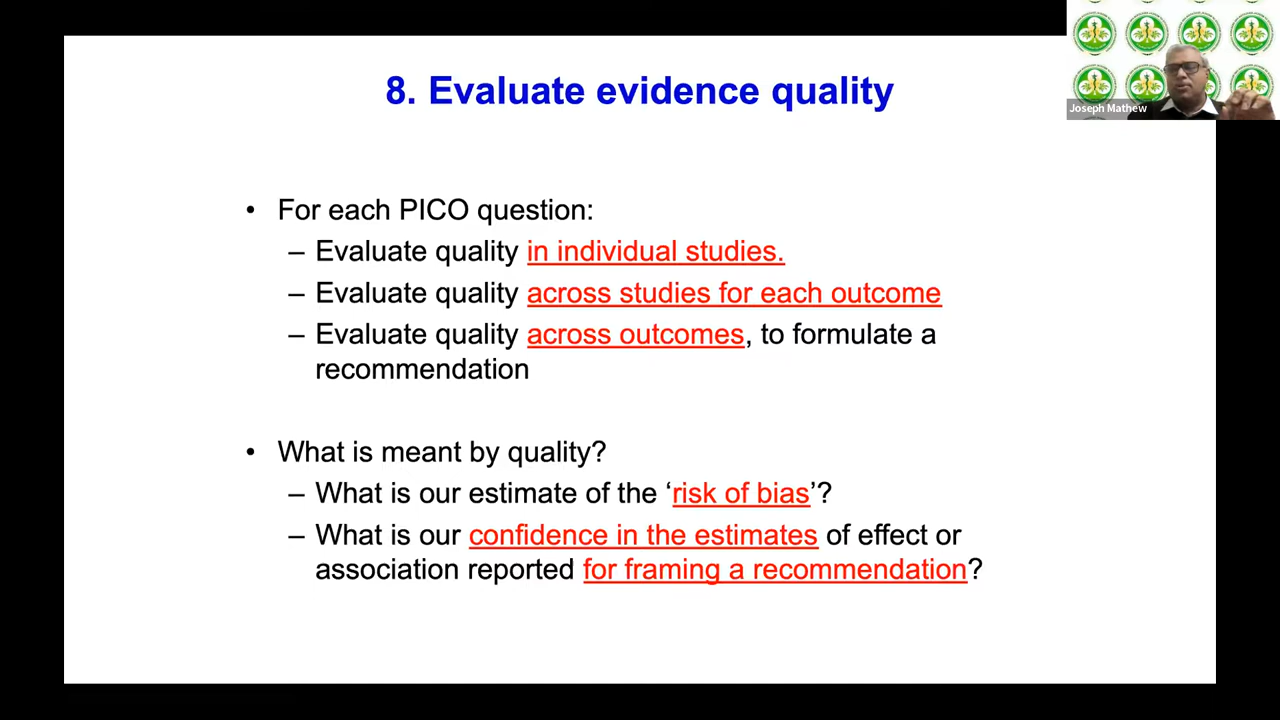 8. Evaluate evidence quality
Joseph Mathew
• For each PICO question:
– Evaluate quality in individual studies.
– Evaluate quality across studies for each outcome
– Evaluate quality across outcomes, to formulate a
recommendation
• What is meant by quality?
– What is our estimate of the ‘risk of bias’?
– What is our confidence in the estimates of effect or
association reported for framing a recommendation?